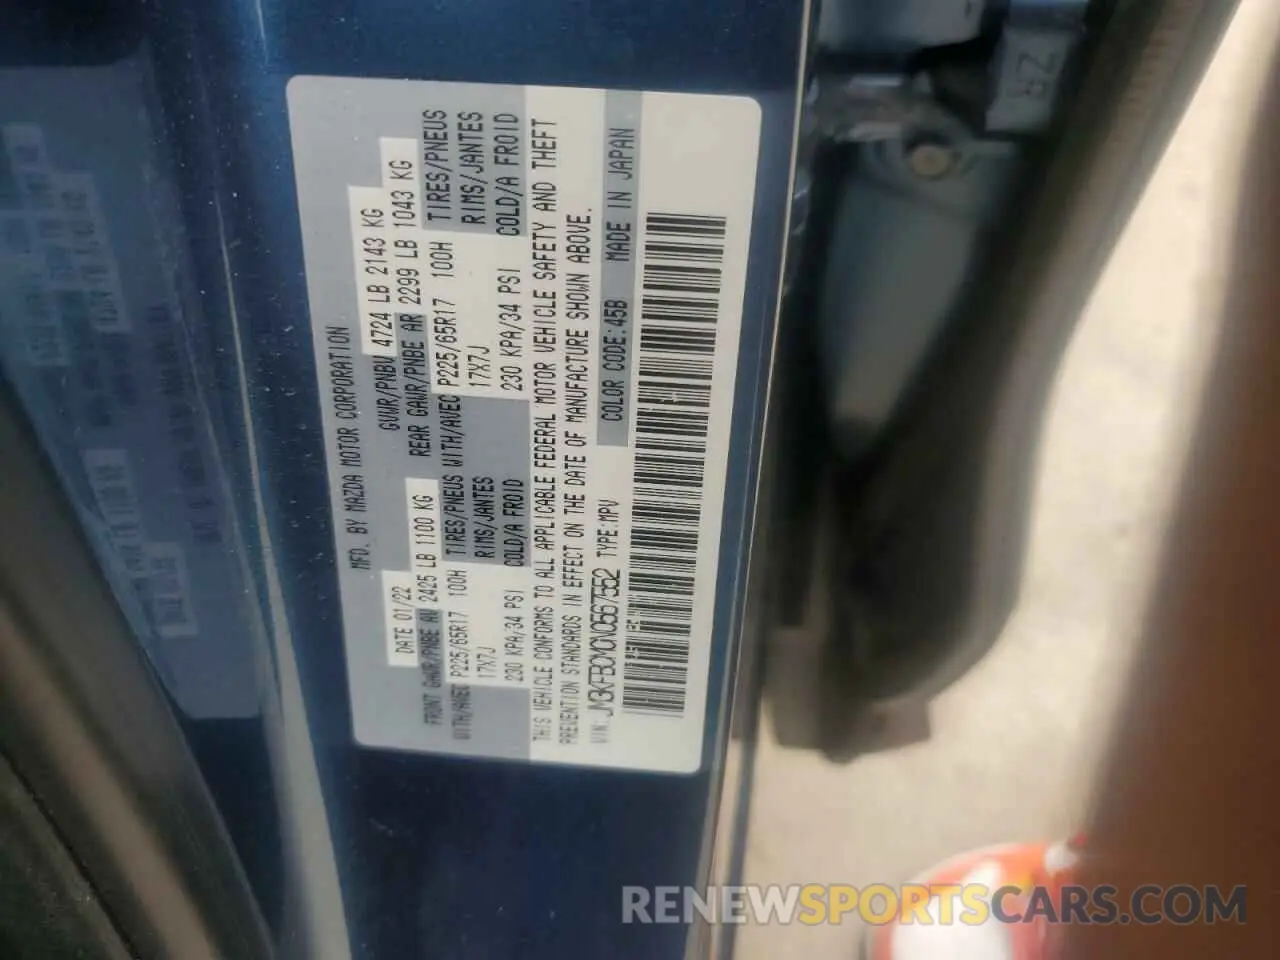 MFD. BY MAZDA MOTOR CORPORATION
DATE 01/22 GVWR/PNBV 4724 LB 2143 KG
FRONT GAWR/PNBE AV 2425 LB 1100 KG REAR GAWR/PNBE AR 2299 LB 1043 KG
WITH/AVEC P225/65R17 100H TIRES/PNEUS WITH/AVEC P225/65R17 100H TIRES/PNEUS
17X7J RIMS/JANTES 17X7J RIMS/JANTES
230 KPA/34 PSI COLD/A FROID 230 KPA/34 PSI COLD/A FROID
THIS VEHICLE CONFORMS TO ALL APPLICABLE FEDERAL MOTOR VEHICLE SAFETY AND THEFT
PREVENTION STANDARDS IN EFFECT ON THE DATE OF MANUFACTURE SHOWN ABOVE.
VIN: JM3KFBCM0N0567552 TYPE:MPV COLOR CODE:45B MADE IN JAPAN
RENEWSPORTSCARS.COM